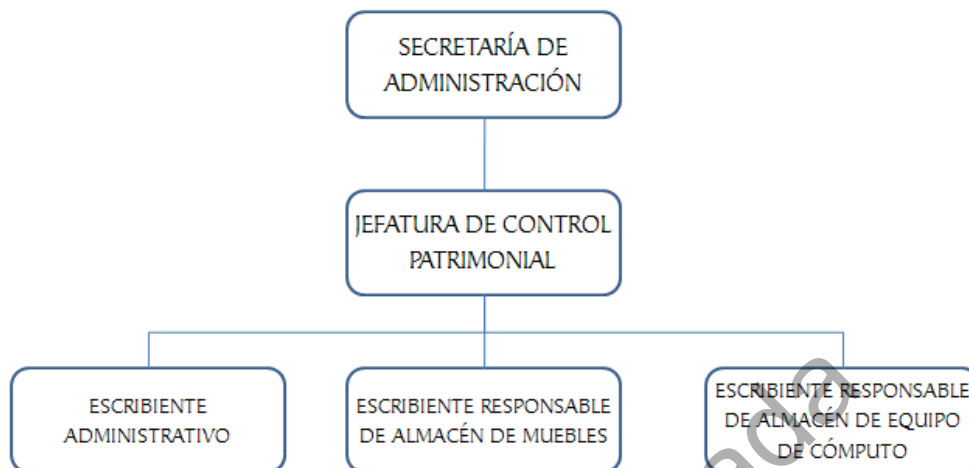 SECRETARÍA DE
ADMINISTRACIÓN
JEFATURA DE CONTROL
PATRIMONIAL
ESCRIBIENTE
ADMINISTRATIVO
ESCRIBIENTE RESPONSABLE
DE ALMACÉN DE MUEBLES
ESCRIBIENTE RESPONSABLE
DE ALMACÉN DE EQUIPO
DE CÓMPUTO